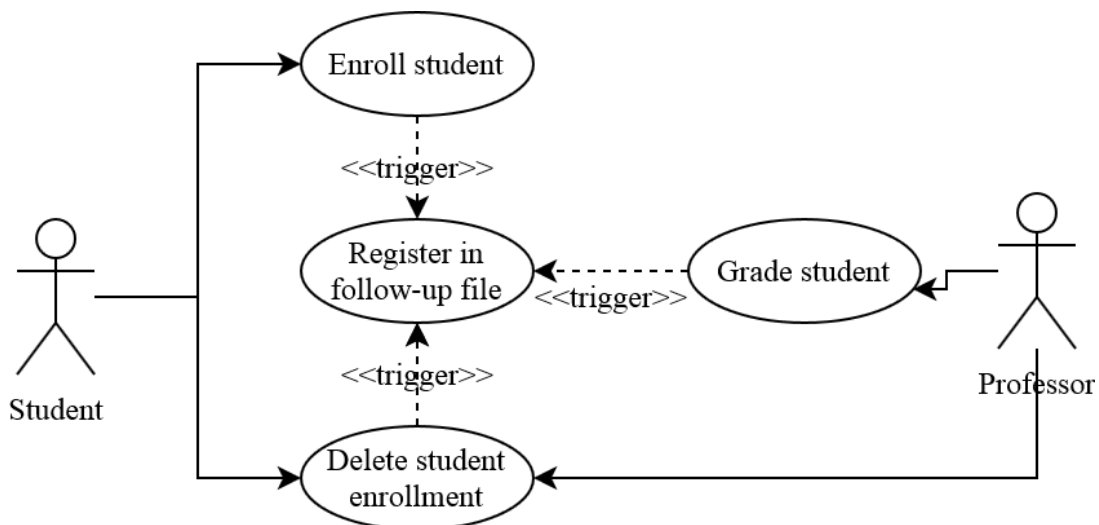 Enroll student
<<trigger>>
Register in
follow-up file
Grade student
<<trigger>>
<<trigger>>
Student
Professor
Delete student
enrollment